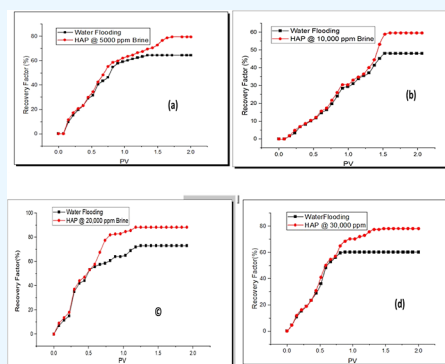 Water Flooding
HAP @ 5000 ppm Brine
Recovery Factor (%)
80
60
40
20
0
(a)
0.0 0.5 1.0 1.5 2.0
PV
Water Flooding
HAP @ 10,000 ppm Brine
Recovery Factor (%)
60
50
40
30
20
10
0
(b)
0.0 0.5 1.0 1.5 2.0
PV
Water Flooding
HAP @ 20,000 ppm Brine
Recovery Factor(%)
100
80
60
40
20
0
©
0.0 0.5 1.0 1.5 2.0
PV
WaterFlooding
HAP @ 30,000 ppm
Recovery Factor(%)
80
70
60
50
40
30
20
10
0
(d)
0.0 0.5 1.0 1.5 2.0
PV